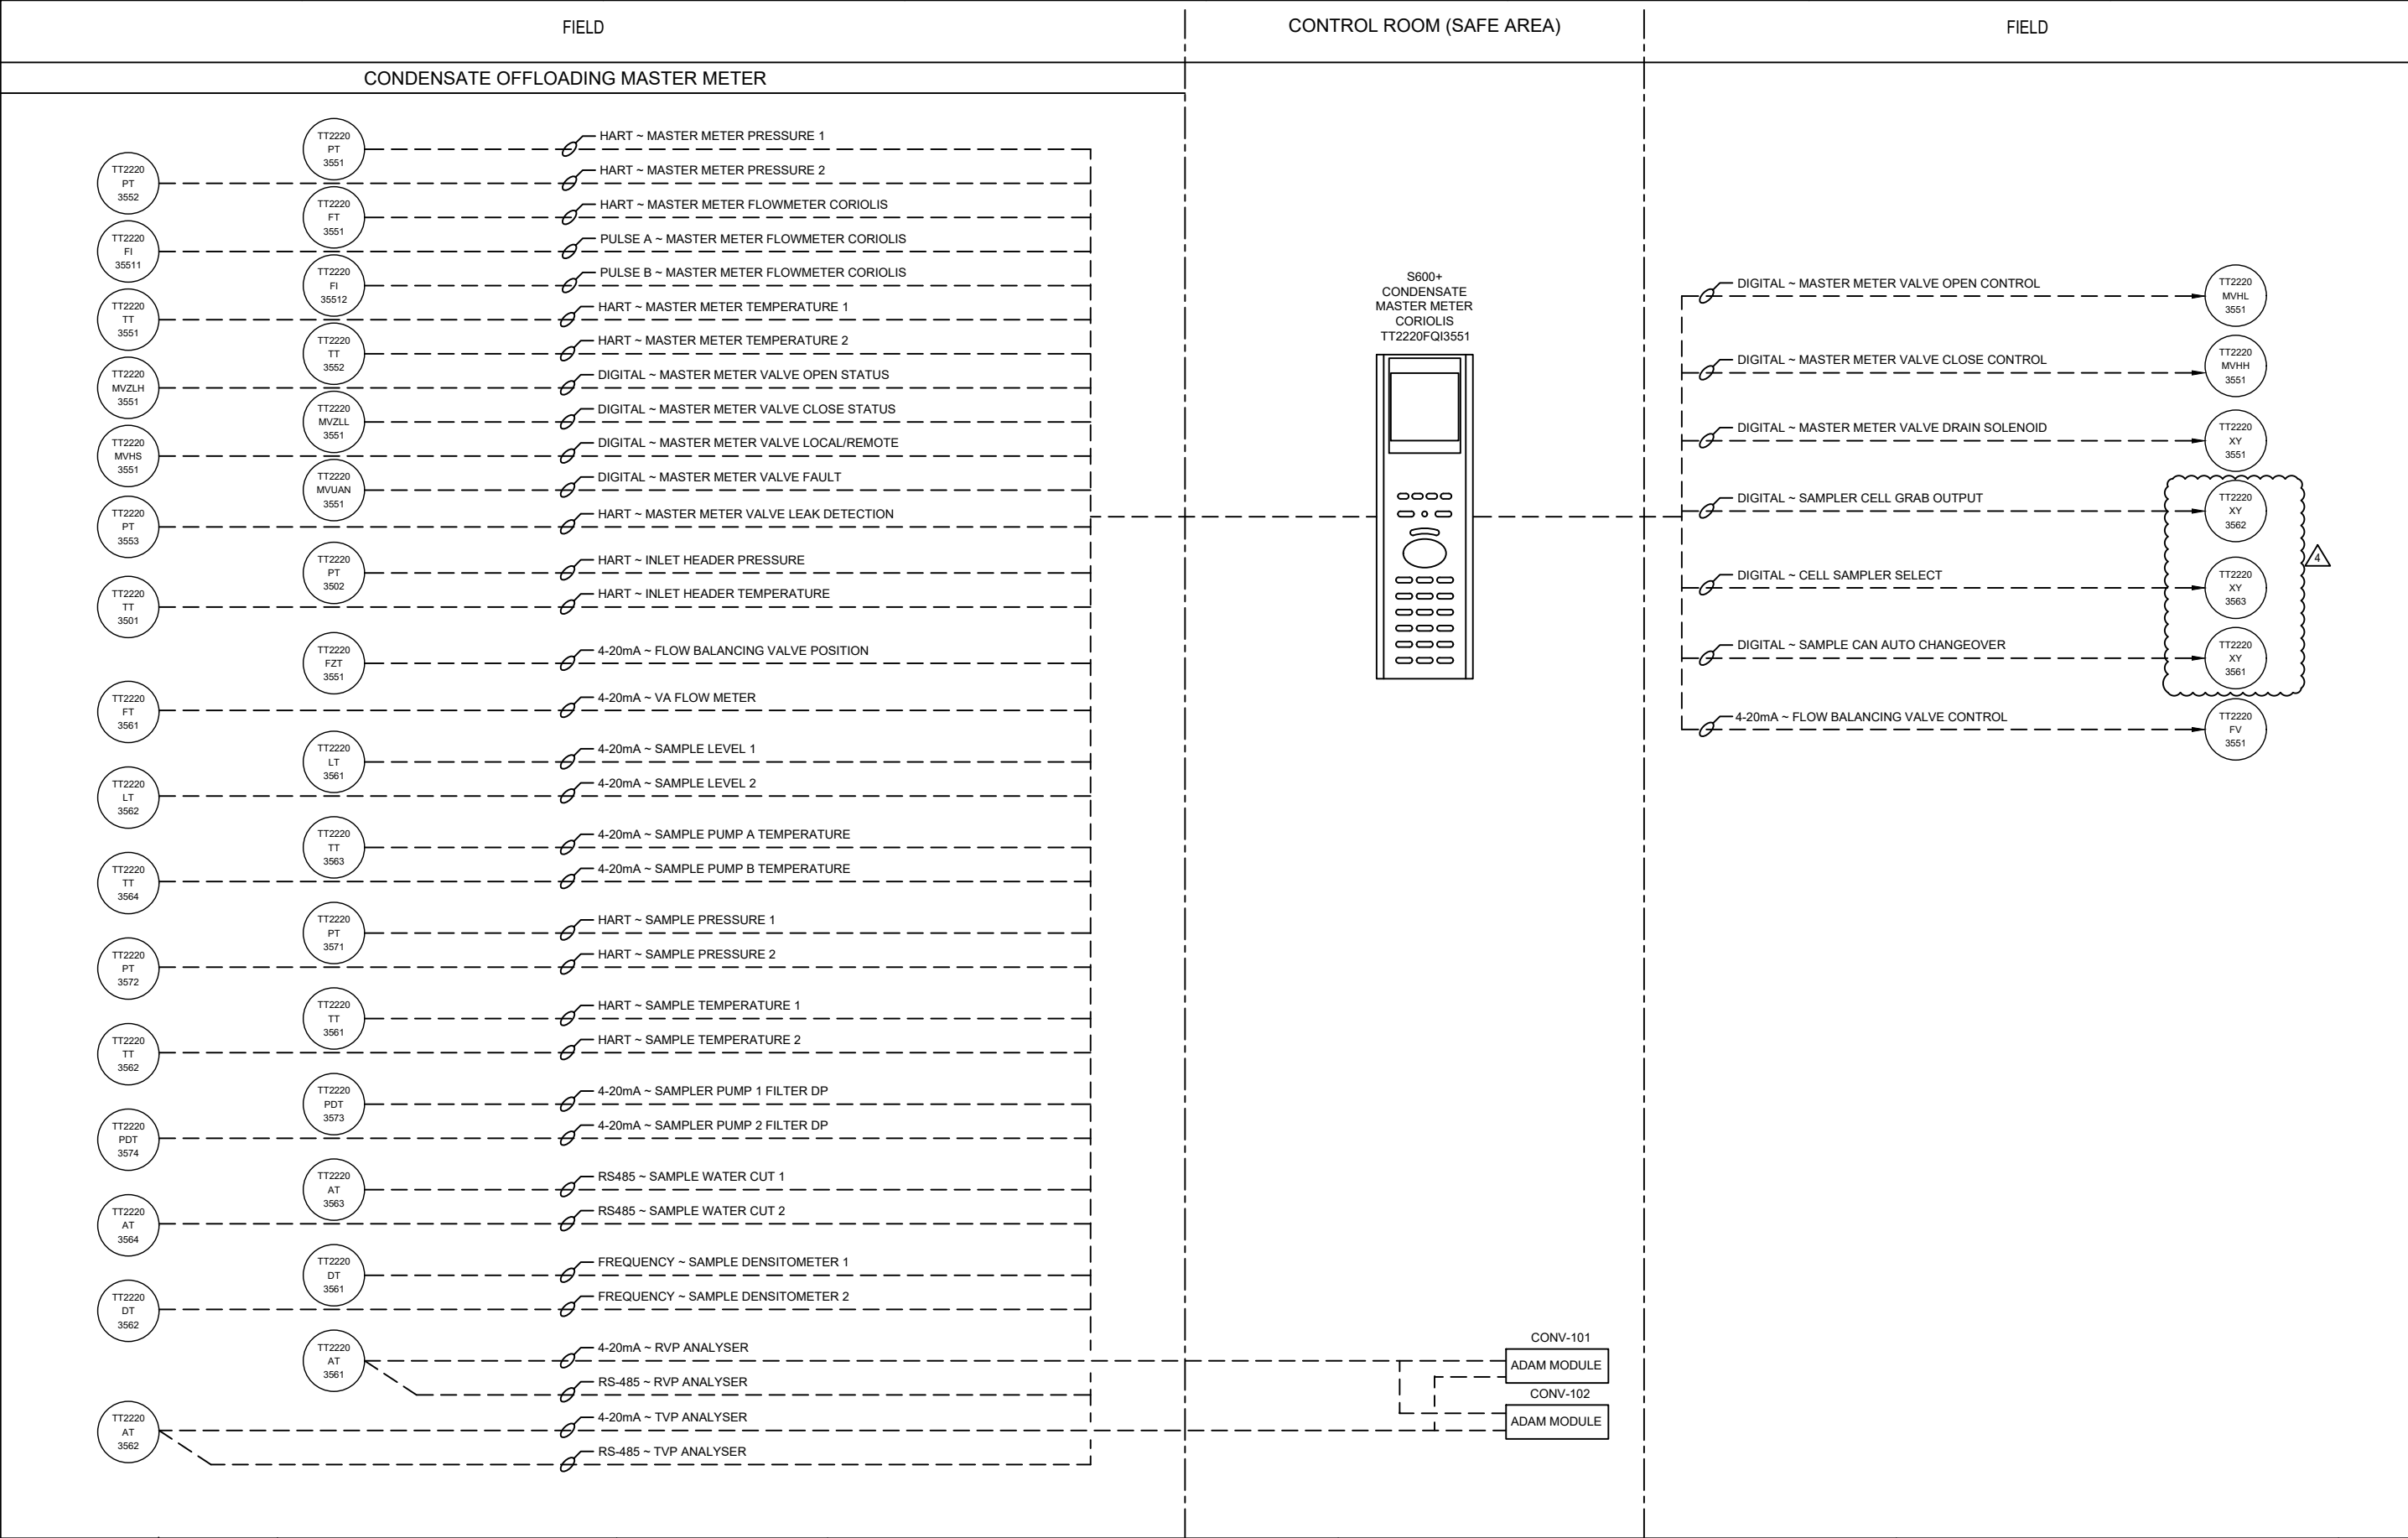 FIELD
CONTROL ROOM (SAFE AREA)
FIELD
CONDENSATE OFFLOADING MASTER METER
TT2220
PT
3551
HART ~ MASTER METER PRESSURE 1
TT2220
PT
3552
HART ~ MASTER METER PRESSURE 2
TT2220
FT
3551
HART ~ MASTER METER FLOWMETER CORIOLIS
TT2220
FI
35511
PULSE A ~ MASTER METER FLOWMETER CORIOLIS
TT2220
FI
35512
PULSE B ~ MASTER METER FLOWMETER CORIOLIS
TT2220
TT
3551
HART ~ MASTER METER TEMPERATURE 1
TT2220
TT
3552
HART ~ MASTER METER TEMPERATURE 2
TT2220
MVZLH
3551
DIGITAL ~ MASTER METER VALVE OPEN STATUS
TT2220
MVZLL
3551
DIGITAL ~ MASTER METER VALVE CLOSE STATUS
TT2220
MVHS
3551
DIGITAL ~ MASTER METER VALVE LOCAL/REMOTE
TT2220
MVUAN
3551
DIGITAL ~ MASTER METER VALVE FAULT
TT2220
PT
3553
HART ~ MASTER METER VALVE LEAK DETECTION
TT2220
PT
3502
HART ~ INLET HEADER PRESSURE
TT2220
TT
3501
HART ~ INLET HEADER TEMPERATURE
TT2220
FZT
3551
4-20mA ~ FLOW BALANCING VALVE POSITION
TT2220
FT
3561
4-20mA ~ VA FLOW METER
TT2220
LT
3561
4-20mA ~ SAMPLE LEVEL 1
TT2220
LT
3562
4-20mA ~ SAMPLE LEVEL 2
TT2220
TT
3563
4-20mA ~ SAMPLE PUMP A TEMPERATURE
TT2220
TT
3564
4-20mA ~ SAMPLE PUMP B TEMPERATURE
TT2220
PT
3571
HART ~ SAMPLE PRESSURE 1
TT2220
PT
3572
HART ~ SAMPLE PRESSURE 2
TT2220
TT
3561
HART ~ SAMPLE TEMPERATURE 1
TT2220
TT
3562
HART ~ SAMPLE TEMPERATURE 2
TT2220
PDT
3573
4-20mA ~ SAMPLER PUMP 1 FILTER DP
TT2220
PDT
3574
4-20mA ~ SAMPLER PUMP 2 FILTER DP
TT2220
AT
3563
RS485 ~ SAMPLE WATER CUT 1
TT2220
AT
3564
RS485 ~ SAMPLE WATER CUT 2
TT2220
DT
3561
FREQUENCY ~ SAMPLE DENSITOMETER 1
TT2220
DT
3562
FREQUENCY ~ SAMPLE DENSITOMETER 2
TT2220
AT
3561
4-20mA ~ RVP ANALYSER
RS-485 ~ RVP ANALYSER
TT2220
AT
3562
4-20mA ~ TVP ANALYSER
RS-485 ~ TVP ANALYSER
S600+
CONDENSATE
MASTER METER
CORIOLIS
TT2220FQI3551
CONV-101
ADAM MODULE
CONV-102
ADAM MODULE
DIGITAL ~ MASTER METER VALVE OPEN CONTROL
TT2220
MVHL
3551
DIGITAL ~ MASTER METER VALVE CLOSE CONTROL
TT2220
MVHH
3551
DIGITAL ~ MASTER METER VALVE DRAIN SOLENOID
TT2220
XY
3551
DIGITAL ~ SAMPLER CELL GRAB OUTPUT
TT2220
XY
3562
4
DIGITAL ~ CELL SAMPLER SELECT
TT2220
XY
3563
DIGITAL ~ SAMPLE CAN AUTO CHANGEOVER
TT2220
XY
3561
4-20mA ~ FLOW BALANCING VALVE CONTROL
TT2220
FV
3551